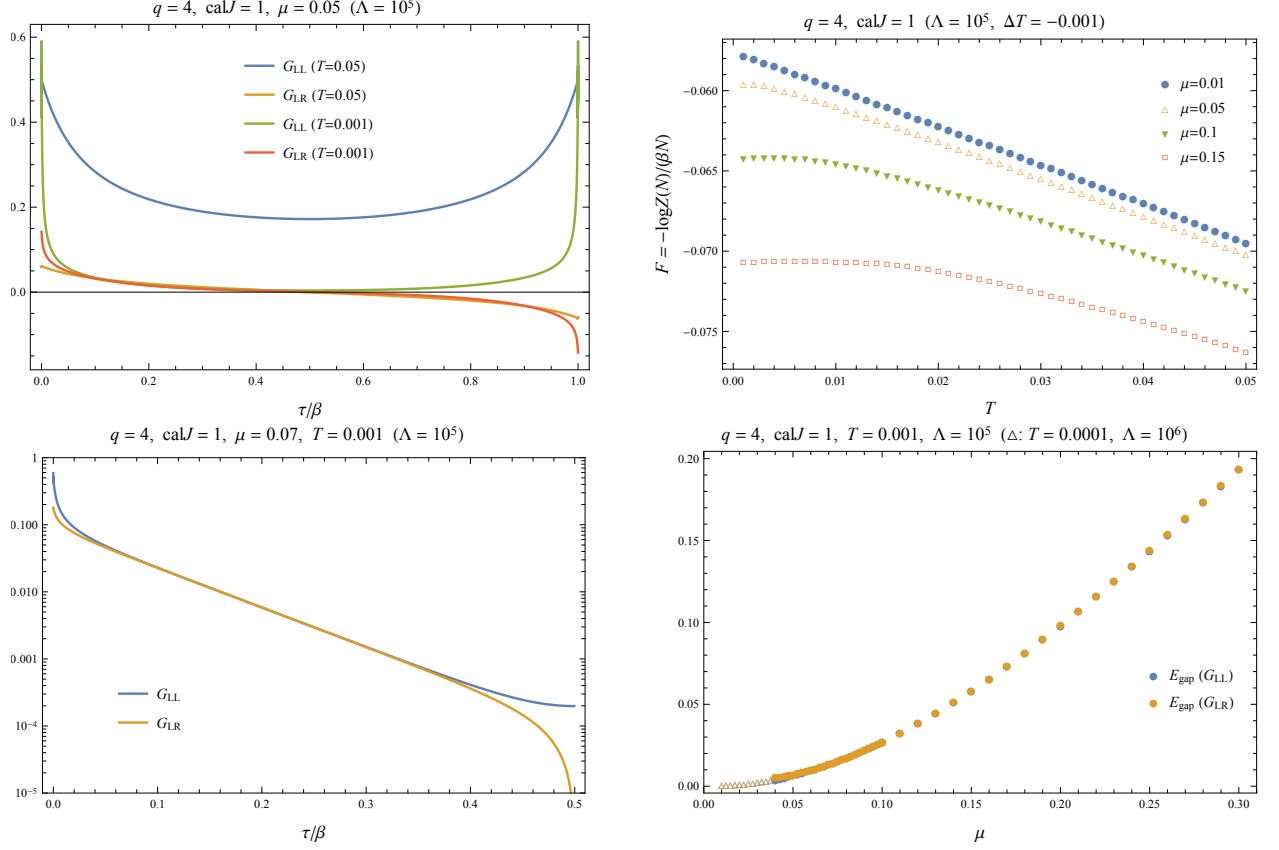 q = 4, calJ = 1, μ = 0.05 (Λ = 10⁵)
0.6
0.4
0.2
0.0
G_LL (T=0.05)
G_LR (T=0.05)
G_LL (T=0.001)
G_LR (T=0.001)
0.0 0.2 0.4 0.6 0.8 1.0
τ/β
q = 4, calJ = 1 (Λ = 10⁵, ΔT = −0.001)
F = −logZ(N)/(βN)
−0.060
−0.065
−0.070
−0.075
μ=0.01
μ=0.05
μ=0.1
μ=0.15
0.00 0.01 0.02 0.03 0.04 0.05
T
q = 4, calJ = 1, μ = 0.07, T = 0.001 (Λ = 10⁵)
1
0.100
0.010
0.001
10⁻⁴
10⁻⁵
G_LL
G_LR
0.0 0.1 0.2 0.3 0.4 0.5
τ/β
q = 4, calJ = 1, T = 0.001, Λ = 10⁵ (△: T = 0.0001, Λ = 10⁶)
0.20
0.15
0.10
0.05
0.00
E_gap (G_LL)
E_gap (G_LR)
0.00 0.05 0.10 0.15 0.20 0.25 0.30
μ